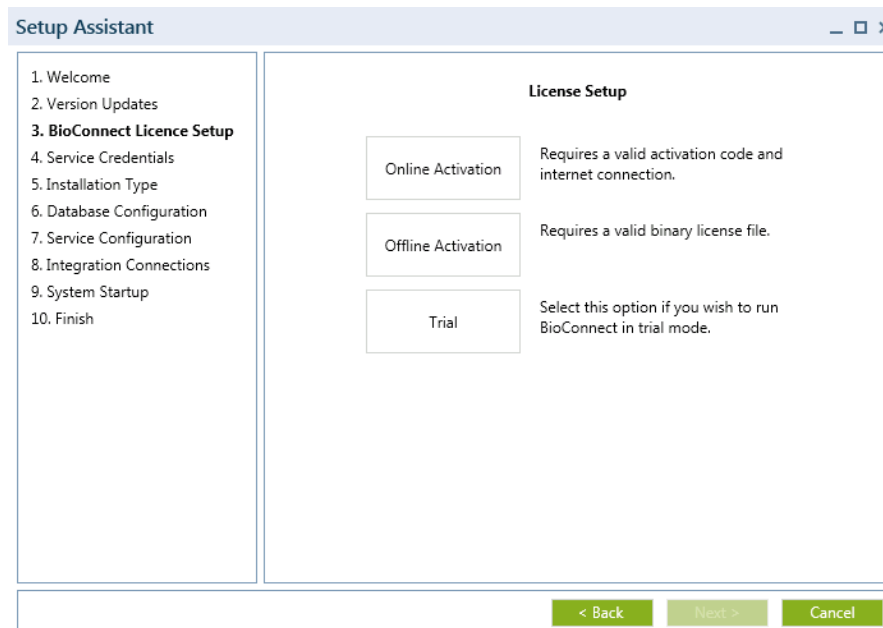 Setup Assistant
1. Welcome
2. Version Updates
3. BioConnect Licence Setup
4. Service Credentials
5. Installation Type
6. Database Configuration
7. Service Configuration
8. Integration Connections
9. System Startup
10. Finish
License Setup
Online Activation
Requires a valid activation code and
internet connection.
Offline Activation
Requires a valid binary license file.
Trial
Select this option if you wish to run
BioConnect in trial mode.
< Back
Next >
Cancel